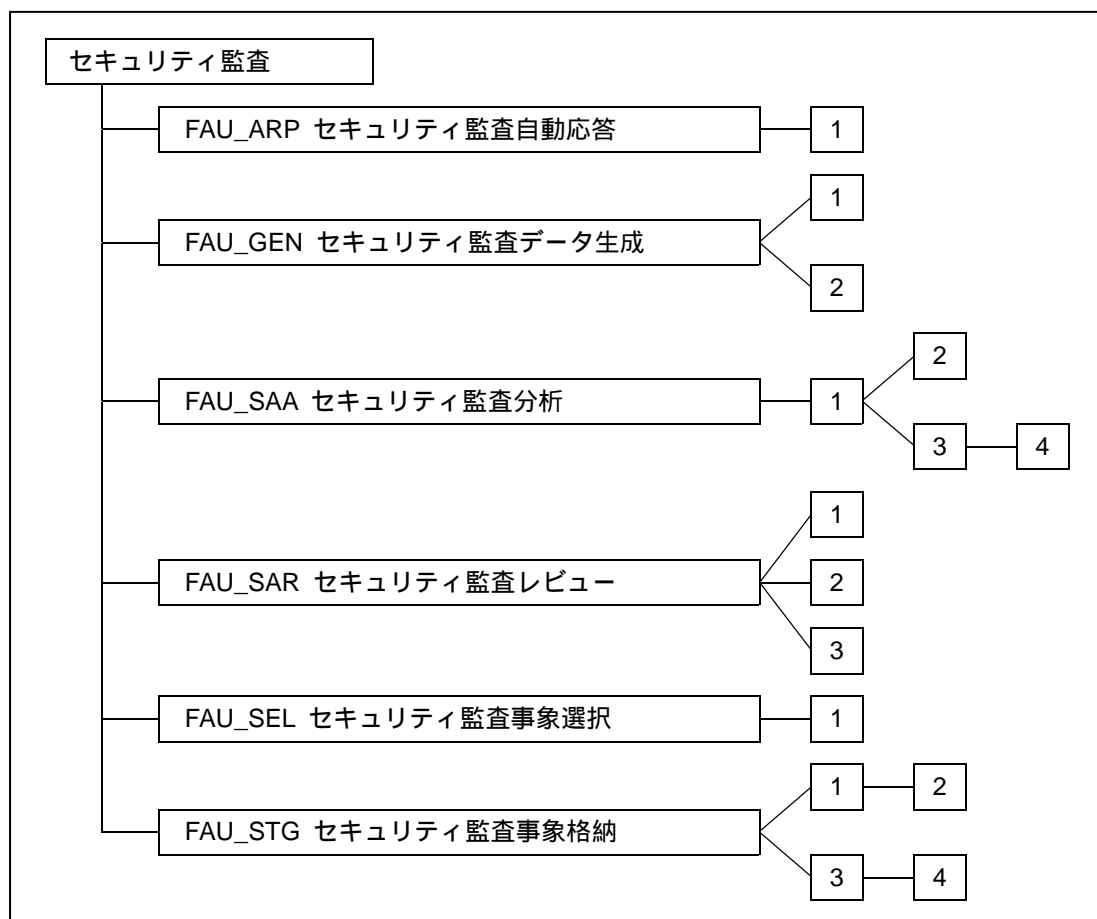 セキュリティ監査
FAU_ARP セキュリティ監査自動応答
1
FAU_GEN セキュリティ監査データ生成
1
2
FAU_SAA セキュリティ監査分析
1
2
3
4
FAU_SAR セキュリティ監査レビュー
1
2
3
FAU_SEL セキュリティ監査事象選択
1
FAU_STG セキュリティ監査事象格納
1
2
3
4